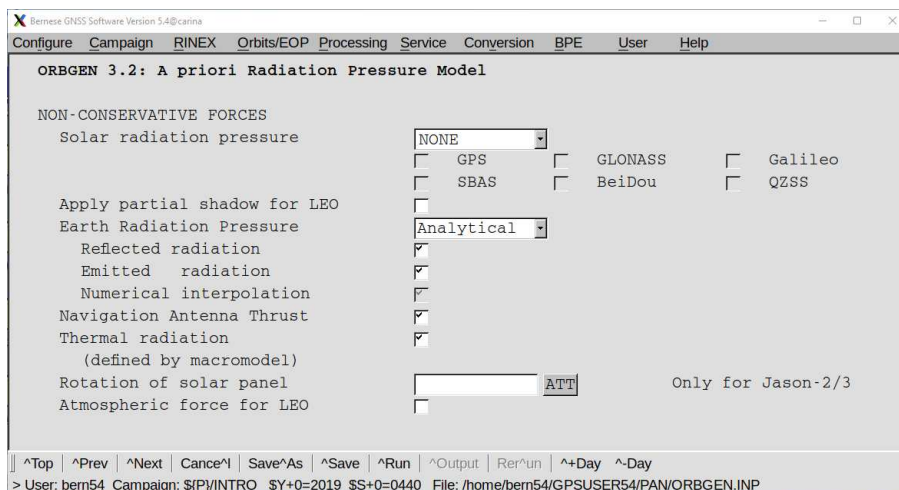 Bernese GNSS Software Version 5.4@carina
Configure Campaign RINEX Orbits/EOP Processing Service Conversion BPE User Help
ORBGEN 3.2: A priori Radiation Pressure Model
NON-CONSERVATIVE FORCES
Solar radiation pressure NONE
GPS GLONASS Galileo
SBAS BeiDou QZSS
Apply partial shadow for LEO
Earth Radiation Pressure Analytical
Reflected radiation
Emitted radiation
Numerical interpolation
Navigation Antenna Thrust
Thermal radiation
(defined by macromodel)
Rotation of solar panel ATT Only for Jason-2/3
Atmospheric force for LEO
^Top | ^Prev | ^Next | Cance^l | Save^As | ^Save | ^Run | ^Output | Rer^un | ^+Day ^-Day
> User: bern54 Campaign: ${P}/INTRO $Y+0=2019 $S+0=0440 File: /home/bern54/GPSUSER54/PAN/ORBGEN.INP